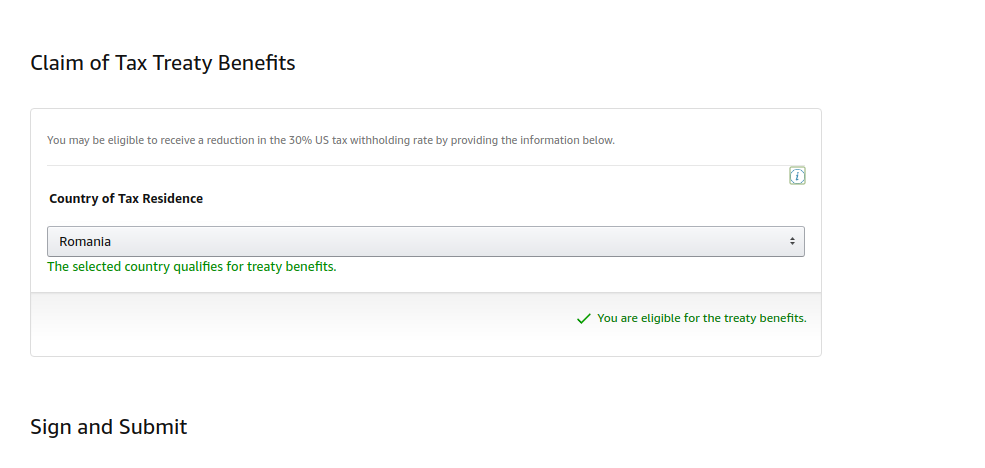 Claim of Tax Treaty Benefits
You may be eligible to receive a reduction in the 30% US tax withholding rate by providing the information below.
i
Country of Tax Residence
Romania
The selected country qualifies for treaty benefits.
You are eligible for the treaty benefits.
Sign and Submit